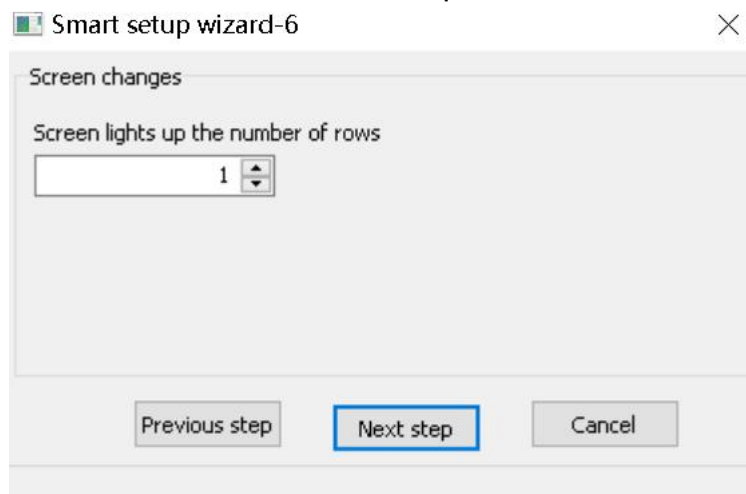 Smart setup wizard-6
Screen changes
Screen lights up the number of rows
1
Previous step Next step Cancel